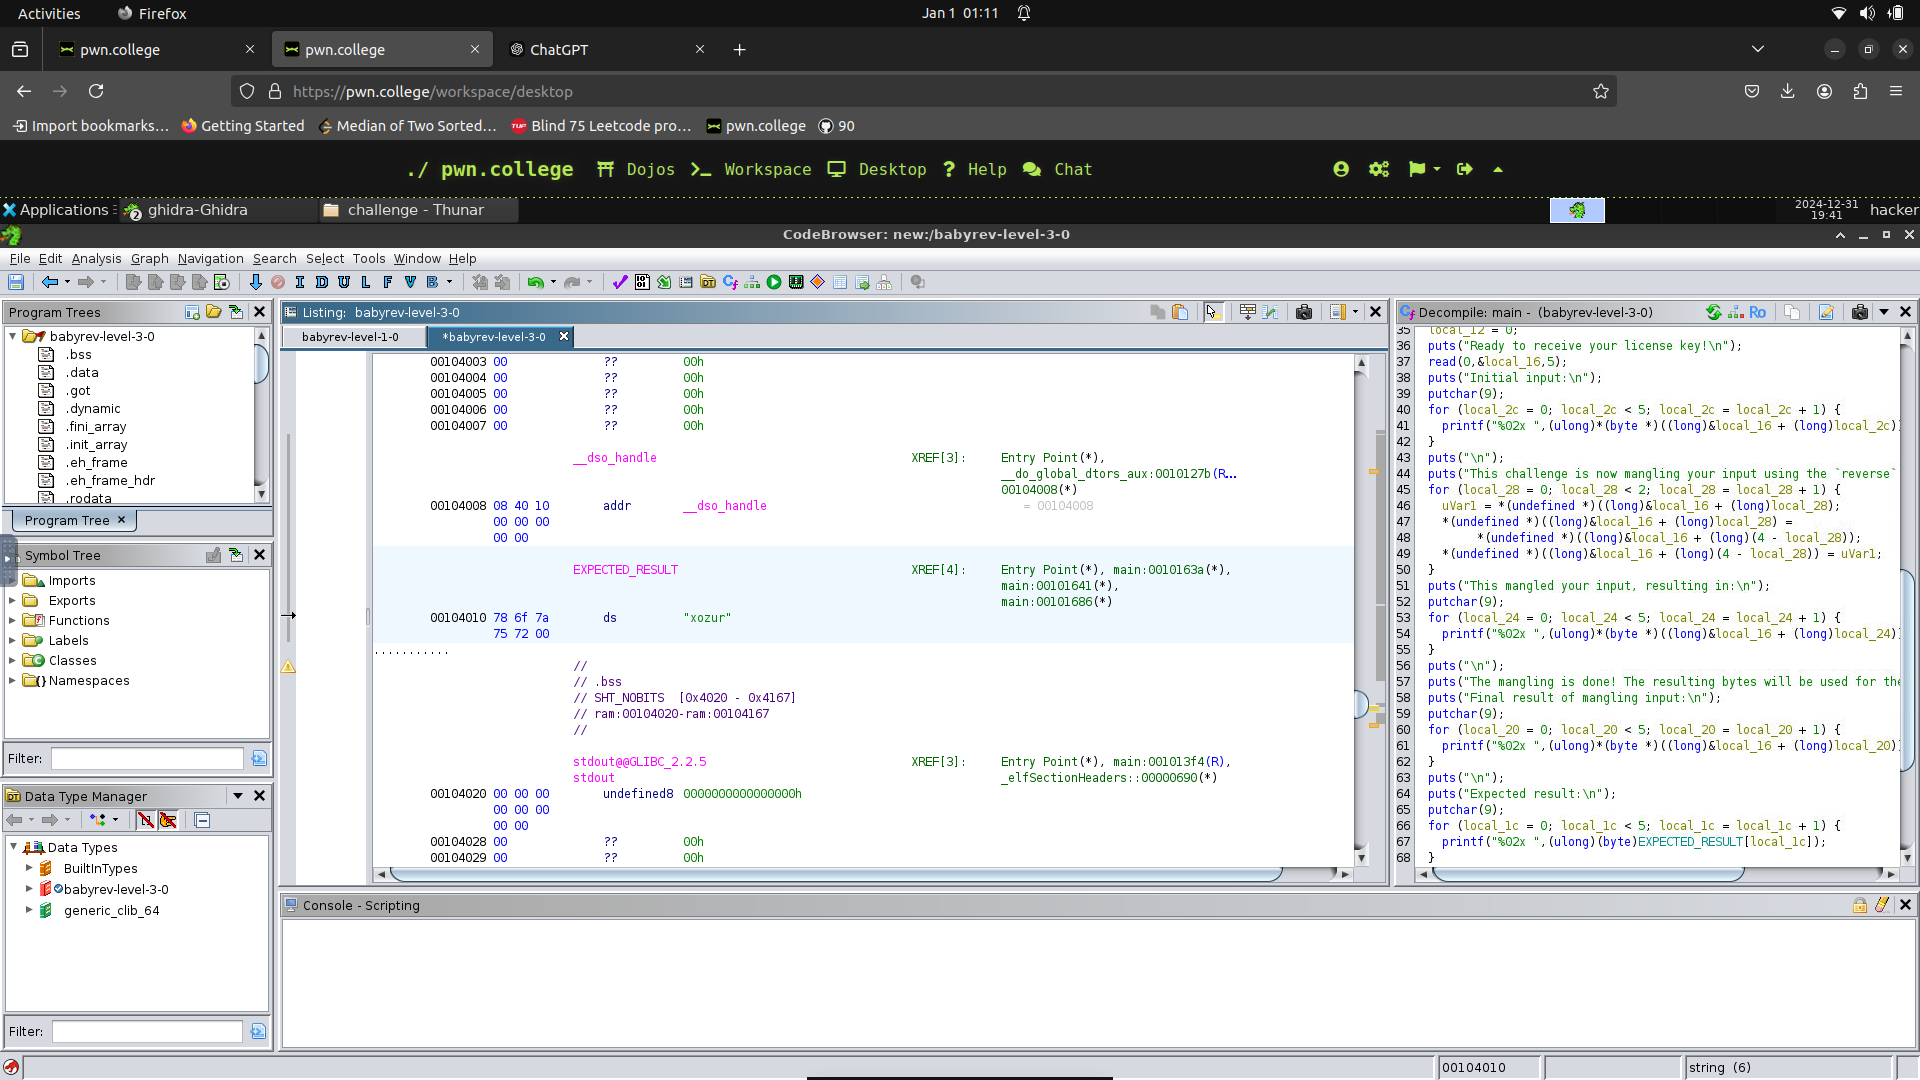 Activities
Firefox
Jan 1 01:11
pwn.college
pwn.college
ChatGPT
https://pwn.college/workspace/desktop
Import bookmarks…
Getting Started
Median of Two Sorted…
Blind 75 Leetcode pro…
pwn.college
90
./ pwn.college
Dojos
Workspace
Desktop
Help
Chat
Applications
ghidra-Ghidra
challenge - Thunar
2024-12-31
19:41
hacker
CodeBrowser: new:/babyrev-level-3-0
File Edit Analysis Graph Navigation Search Select Tools Window Help
I D U L F V B
Program Trees
babyrev-level-3-0
.bss
.data
.got
.dynamic
.fini_array
.init_array
.eh_frame
.eh_frame_hdr
.rodata
Program Tree
Symbol Tree
Imports
Exports
Functions
Labels
Classes
Namespaces
Filter:
Data Type Manager
Data Types
BuiltInTypes
babyrev-level-3-0
generic_clib_64
Filter:
Listing: babyrev-level-3-0
babyrev-level-1-0
*babyrev-level-3-0
00104003 00 ?? 00h
00104004 00 ?? 00h
00104005 00 ?? 00h
00104006 00 ?? 00h
00104007 00 ?? 00h
__dso_handle XREF[3]: Entry Point(*),
__do_global_dtors_aux:0010127b(R...
00104008(*)
00104008 08 40 10 addr __dso_handle = 00104008
00 00 00
00 00
EXPECTED_RESULT XREF[4]: Entry Point(*), main:0010163a(*),
main:00101641(*),
main:00101686(*)
00104010 78 6f 7a ds "xozur"
75 72 00
//
// .bss
// SHT_NOBITS [0x4020 - 0x4167]
// ram:00104020-ram:00104167
//
stdout@@GLIBC_2.2.5 XREF[3]: Entry Point(*), main:001013f4(R),
stdout _elfSectionHeaders::00000690(*)
00104020 00 00 00 undefined8 0000000000000000h
00 00 00
00 00
00104028 00 ?? 00h
00104029 00 ?? 00h
Decompile: main - (babyrev-level-3-0)
35 local_12 = 0;
36 puts("Ready to receive your license key!\n");
37 read(0,&local_16,5);
38 puts("Initial input:\n");
39 putchar(9);
40 for (local_2c = 0; local_2c < 5; local_2c = local_2c + 1) {
41 printf("%02x ",(ulong)*(byte *)((long)&local_16 + (long)local_2c)
42 }
43 puts("\n");
44 puts("This challenge is now mangling your input using the `reverse`
45 for (local_28 = 0; local_28 < 2; local_28 = local_28 + 1) {
46 uVar1 = *(undefined *)((long)&local_16 + (long)local_28);
47 *(undefined *)((long)&local_16 + (long)local_28) =
48 *(undefined *)((long)&local_16 + (long)(4 - local_28));
49 *(undefined *)((long)&local_16 + (long)(4 - local_28)) = uVar1;
50 }
51 puts("This mangled your input, resulting in:\n");
52 putchar(9);
53 for (local_24 = 0; local_24 < 5; local_24 = local_24 + 1) {
54 printf("%02x ",(ulong)*(byte *)((long)&local_16 + (long)local_24)
55 }
56 puts("\n");
57 puts("The mangling is done! The resulting bytes will be used for the
58 puts("Final result of mangling input:\n");
59 putchar(9);
60 for (local_20 = 0; local_20 < 5; local_20 = local_20 + 1) {
61 printf("%02x ",(ulong)*(byte *)((long)&local_16 + (long)local_20)
62 }
63 puts("\n");
64 puts("Expected result:\n");
65 putchar(9);
66 for (local_1c = 0; local_1c < 5; local_1c = local_1c + 1) {
67 printf("%02x ",(ulong)(byte)EXPECTED_RESULT[local_1c]);
68 }
Console - Scripting
00104010
string (6)